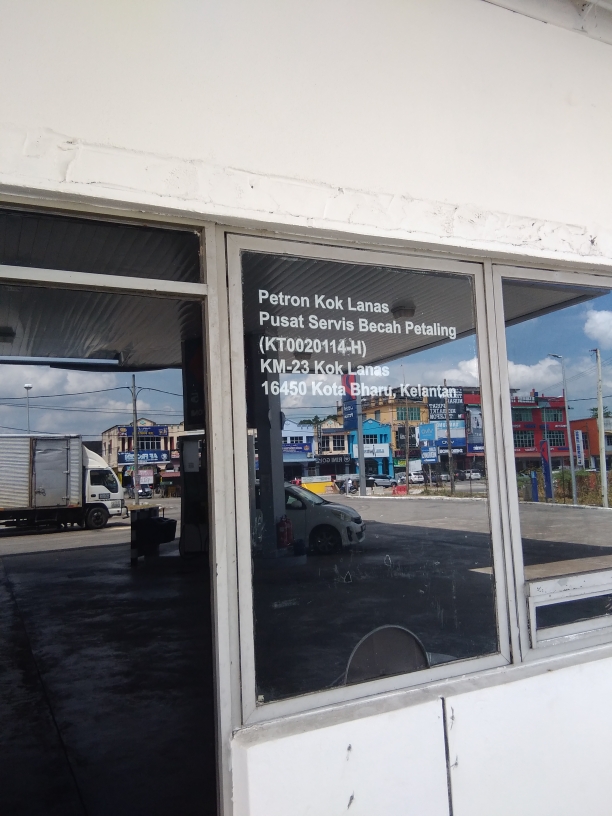 Petron Kok Lanas
Pusat Servis Becah Petaling
(KT0020114-H)
KM-23 Kok Lanas
16450 Kota Bharu, Kelantan